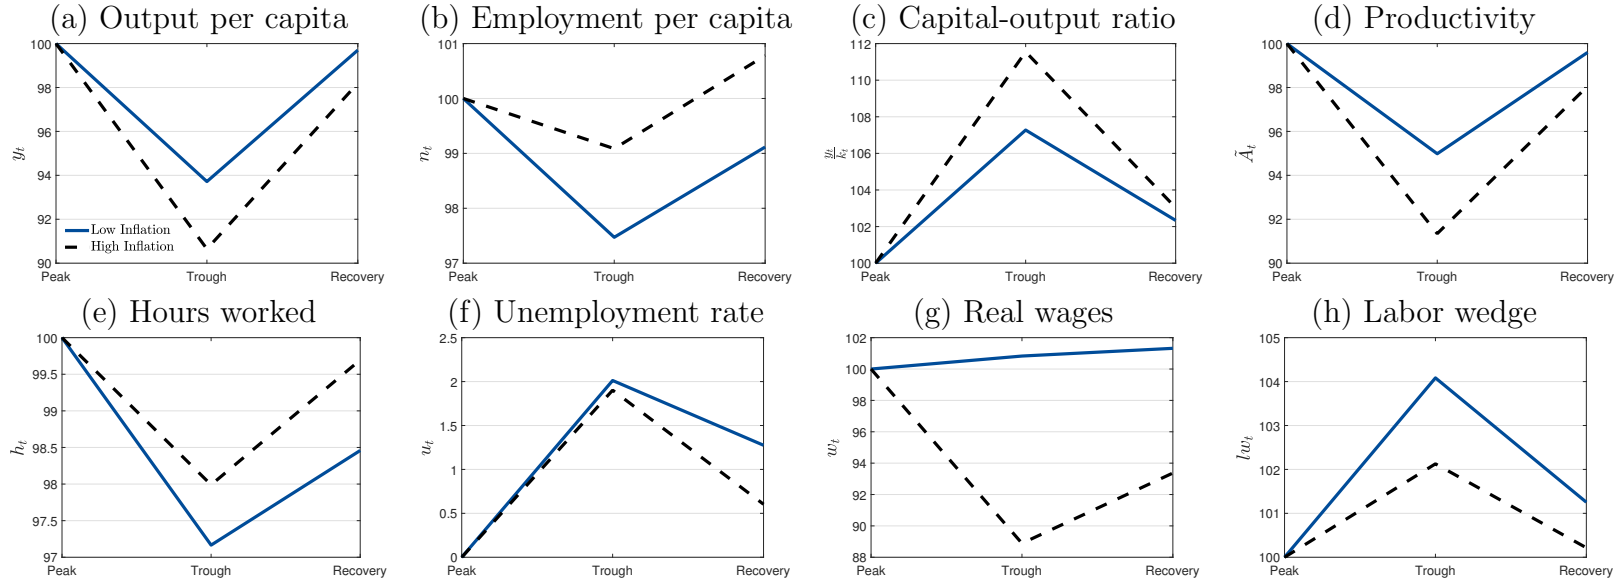 (a) Output per capita
100
98
96
94
92
90
y_t
Low Inflation
High Inflation
Peak Trough Recovery
(b) Employment per capita
101
100
99
98
97
n_t
Peak Trough Recovery
(c) Capital-output ratio
112
110
108
106
104
102
100
y_t/k_t
Peak Trough Recovery
(d) Productivity
100
98
96
94
92
90
Ã_t
Peak Trough Recovery
(e) Hours worked
100
99.5
99
98.5
98
97.5
97
h_t
Peak Trough Recovery
(f) Unemployment rate
2.5
2
1.5
1
0.5
0
u_t
Peak Trough Recovery
(g) Real wages
102
100
98
96
94
92
90
88
w_t
Peak Trough Recovery
(h) Labor wedge
105
104
103
102
101
100
lw_t
Peak Trough Recovery